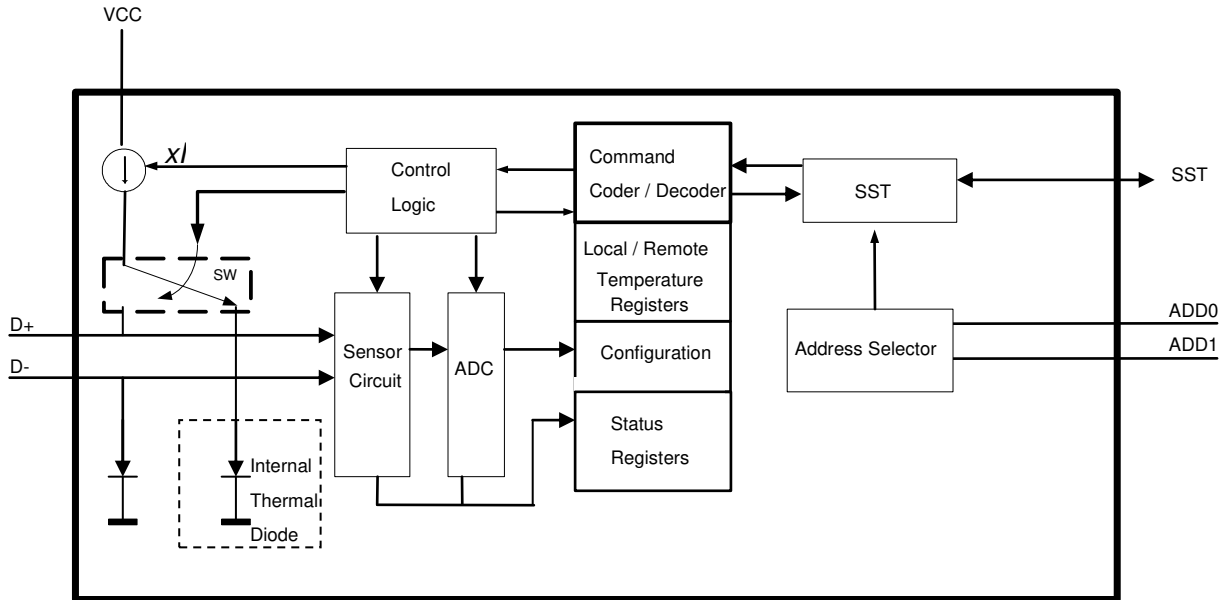 VCC
xI
Control
Logic
Command
Coder / Decoder
SST
SST
SW
Local / Remote
Temperature
Registers
D+
D-
Sensor
Circuit
ADC
Configuration
Address Selector
ADD0
ADD1
Status
Registers
Internal
Thermal
Diode